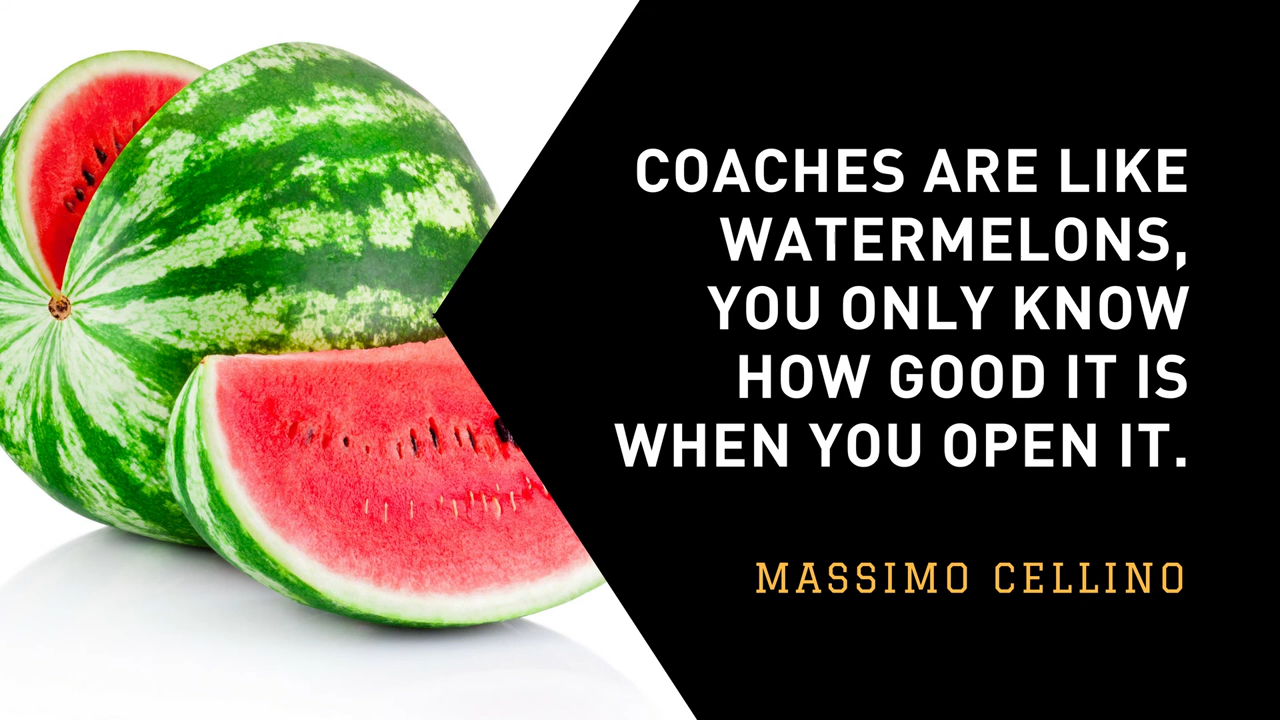 COACHES ARE LIKE
WATERMELONS,
YOU ONLY KNOW
HOW GOOD IT IS
WHEN YOU OPEN IT.
MASSIMO CELLINO